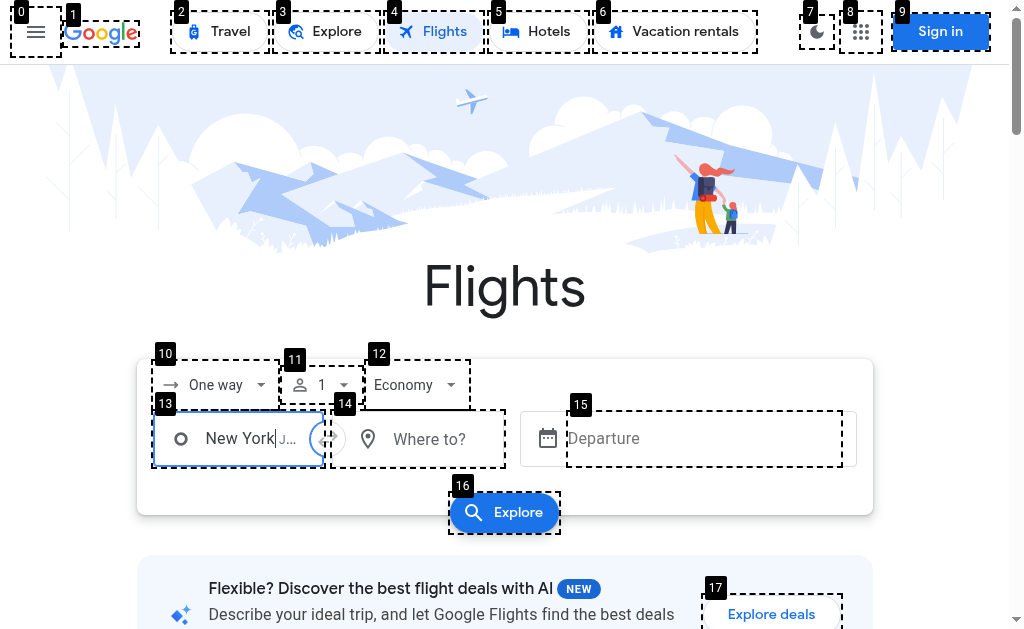 0 1 2 3 4 5 6 7 8 9
Google Travel Explore Flights Hotels Vacation rentals Sign in
Flights
10 11 12
One way 1 Economy
13 14 15
New York J... Where to? Departure
16
Explore
Flexible? Discover the best flight deals with AI NEW
17
Describe your ideal trip, and let Google Flights find the best deals
Explore deals